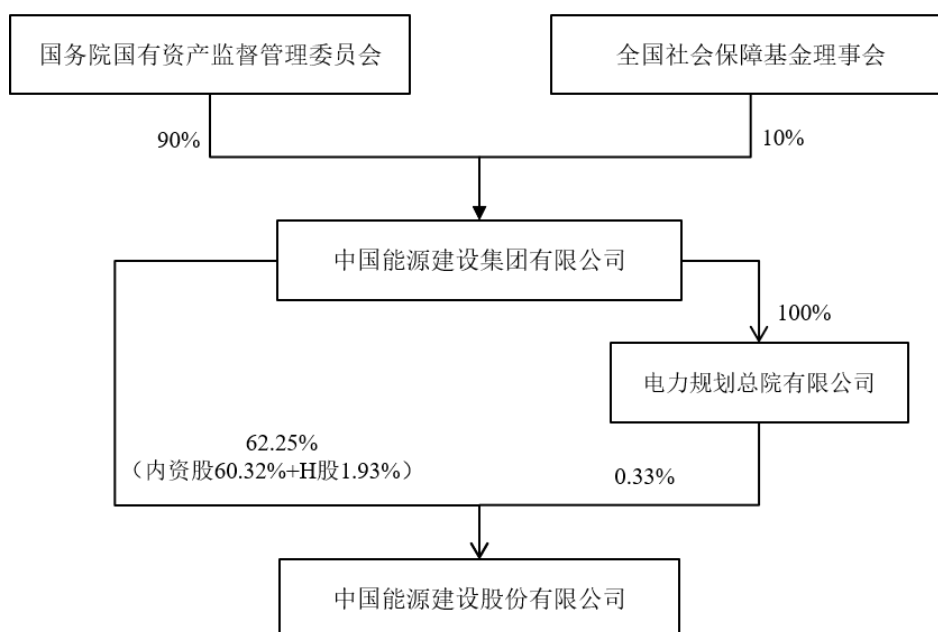 国务院国有资产监督管理委员会
全国社会保障基金理事会
90%
10%
中国能源建设集团有限公司
100%
电力规划总院有限公司
62.25%
（内资股60.32%+H股1.93%）
0.33%
中国能源建设股份有限公司